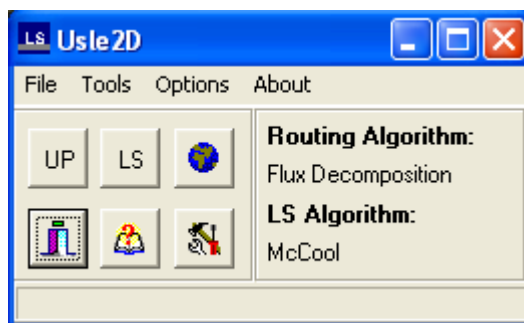 LS Usle2D
File Tools Options About
UP LS
Routing Algorithm:
Flux Decomposition
LS Algorithm:
McCool